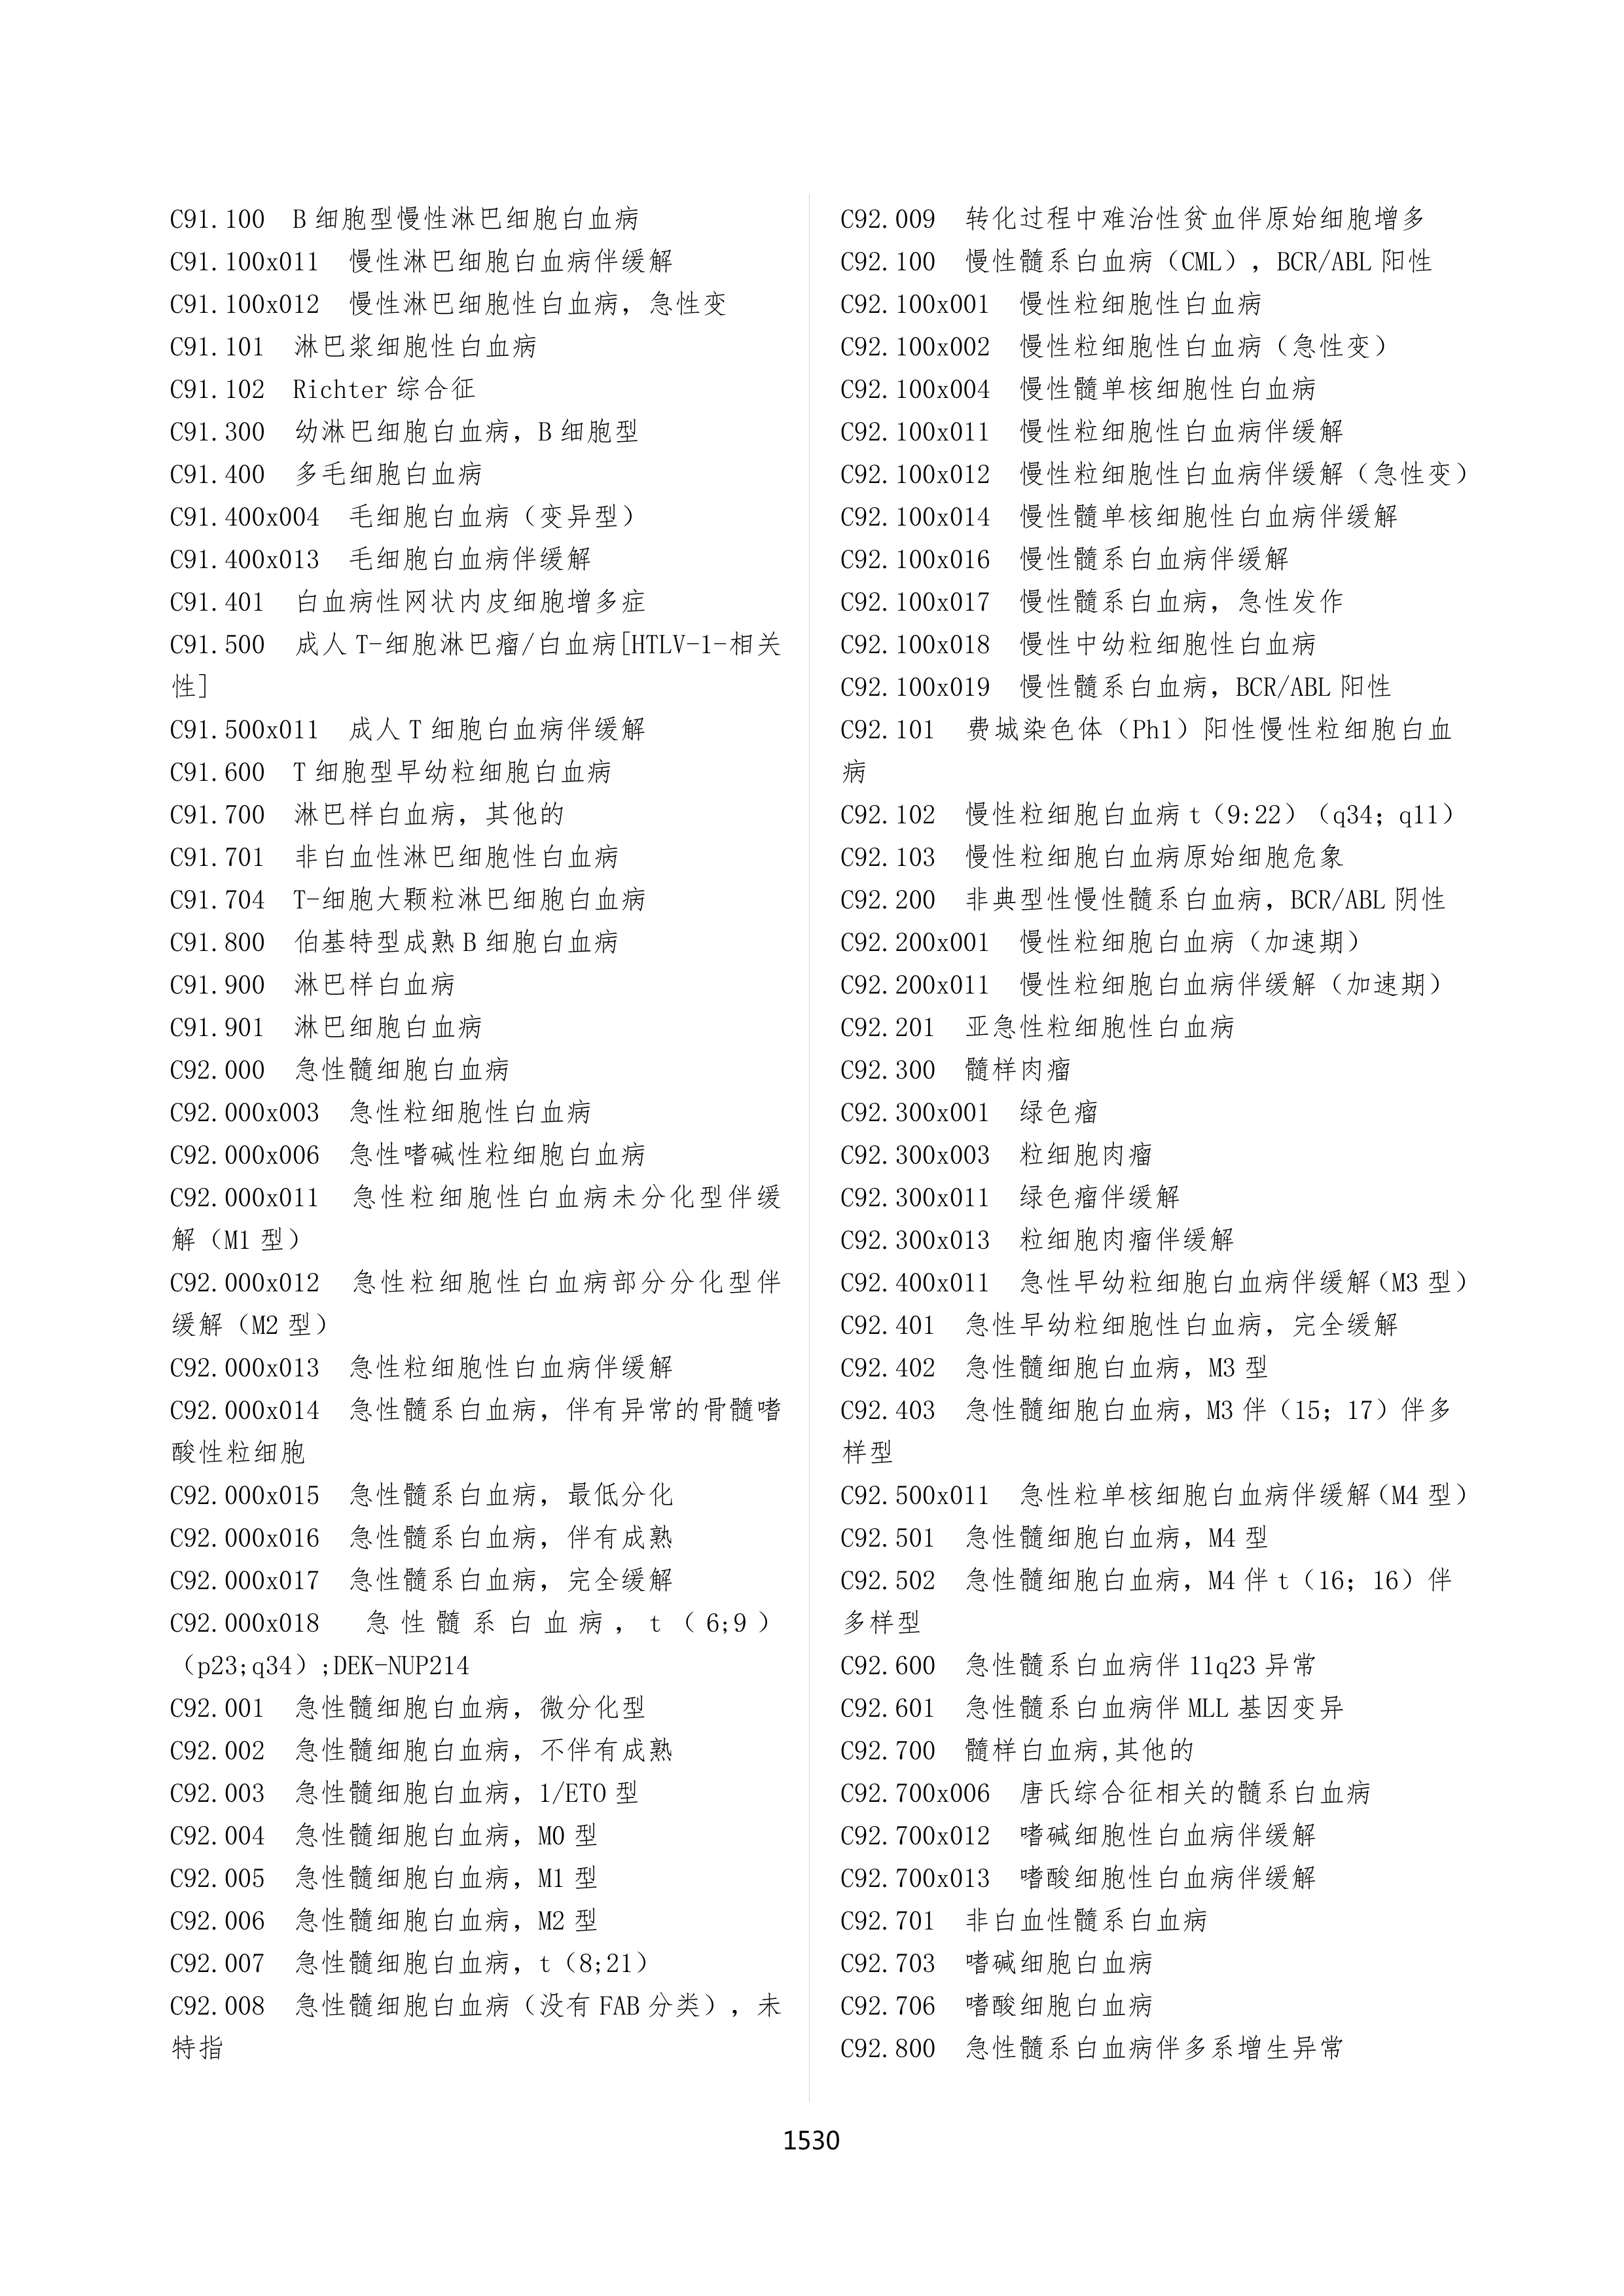 C91.100 B 细胞型慢性淋巴细胞白血病
C91.100x011 慢性淋巴细胞白血病伴缓解
C91.100x012 慢性淋巴细胞性白血病，急性变
C91.101 淋巴浆细胞性白血病
C91.102 Richter 综合征
C91.300 幼淋巴细胞白血病，B 细胞型
C91.400 多毛细胞白血病
C91.400x004 毛细胞白血病（变异型）
C91.400x013 毛细胞白血病伴缓解
C91.401 白血病性网状内皮细胞增多症
C91.500 成人 T-细胞淋巴瘤/白血病[HTLV-1-相关
性]
C91.500x011 成人 T 细胞白血病伴缓解
C91.600 T 细胞型早幼粒细胞白血病
C91.700 淋巴样白血病，其他的
C91.701 非白血性淋巴细胞性白血病
C91.704 T-细胞大颗粒淋巴细胞白血病
C91.800 伯基特型成熟 B 细胞白血病
C91.900 淋巴样白血病
C91.901 淋巴细胞白血病
C92.000 急性髓细胞白血病
C92.000x003 急性粒细胞性白血病
C92.000x006 急性嗜碱性粒细胞白血病
C92.000x011 急性粒细胞性白血病未分化型伴缓
解（M1 型）
C92.000x012 急性粒细胞性白血病部分分化型伴
缓解（M2 型）
C92.000x013 急性粒细胞性白血病伴缓解
C92.000x014 急性髓系白血病，伴有异常的骨髓嗜
酸性粒细胞
C92.000x015 急性髓系白血病，最低分化
C92.000x016 急性髓系白血病，伴有成熟
C92.000x017 急性髓系白血病，完全缓解
C92.000x018 急性髓系白血病，t（6;9）
（p23;q34）;DEK-NUP214
C92.001 急性髓细胞白血病，微分化型
C92.002 急性髓细胞白血病，不伴有成熟
C92.003 急性髓细胞白血病，1/ETO 型
C92.004 急性髓细胞白血病，M0 型
C92.005 急性髓细胞白血病，M1 型
C92.006 急性髓细胞白血病，M2 型
C92.007 急性髓细胞白血病，t（8;21）
C92.008 急性髓细胞白血病（没有 FAB 分类），未
特指
C92.009 转化过程中难治性贫血伴原始细胞增多
C92.100 慢性髓系白血病（CML），BCR/ABL 阳性
C92.100x001 慢性粒细胞性白血病
C92.100x002 慢性粒细胞性白血病（急性变）
C92.100x004 慢性髓单核细胞性白血病
C92.100x011 慢性粒细胞性白血病伴缓解
C92.100x012 慢性粒细胞性白血病伴缓解（急性变）
C92.100x014 慢性髓单核细胞性白血病伴缓解
C92.100x016 慢性髓系白血病伴缓解
C92.100x017 慢性髓系白血病，急性发作
C92.100x018 慢性中幼粒细胞性白血病
C92.100x019 慢性髓系白血病，BCR/ABL 阳性
C92.101 费城染色体（Ph1）阳性慢性粒细胞白血
病
C92.102 慢性粒细胞白血病 t（9:22）（q34；q11）
C92.103 慢性粒细胞白血病原始细胞危象
C92.200 非典型性慢性髓系白血病，BCR/ABL 阴性
C92.200x001 慢性粒细胞白血病（加速期）
C92.200x011 慢性粒细胞白血病伴缓解（加速期）
C92.201 亚急性粒细胞性白血病
C92.300 髓样肉瘤
C92.300x001 绿色瘤
C92.300x003 粒细胞肉瘤
C92.300x011 绿色瘤伴缓解
C92.300x013 粒细胞肉瘤伴缓解
C92.400x011 急性早幼粒细胞白血病伴缓解（M3 型）
C92.401 急性早幼粒细胞性白血病，完全缓解
C92.402 急性髓细胞白血病，M3 型
C92.403 急性髓细胞白血病，M3 伴（15；17）伴多
样型
C92.500x011 急性粒单核细胞白血病伴缓解（M4 型）
C92.501 急性髓细胞白血病，M4 型
C92.502 急性髓细胞白血病，M4 伴 t（16；16）伴
多样型
C92.600 急性髓系白血病伴 11q23 异常
C92.601 急性髓系白血病伴 MLL 基因变异
C92.700 髓样白血病,其他的
C92.700x006 唐氏综合征相关的髓系白血病
C92.700x012 嗜碱细胞性白血病伴缓解
C92.700x013 嗜酸细胞性白血病伴缓解
C92.701 非白血性髓系白血病
C92.703 嗜碱细胞白血病
C92.706 嗜酸细胞白血病
C92.800 急性髓系白血病伴多系增生异常
1530